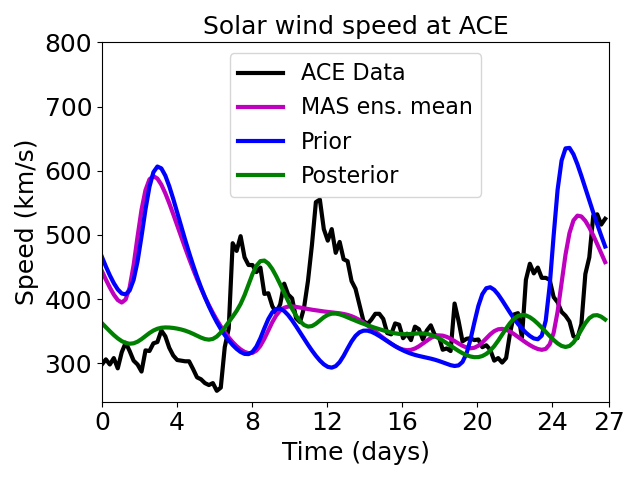 Solar wind speed at ACE
800
700
600
500
400
300
Speed (km/s)
ACE Data
MAS ens. mean
Prior
Posterior
0 4 8 12 16 20 24 27
Time (days)